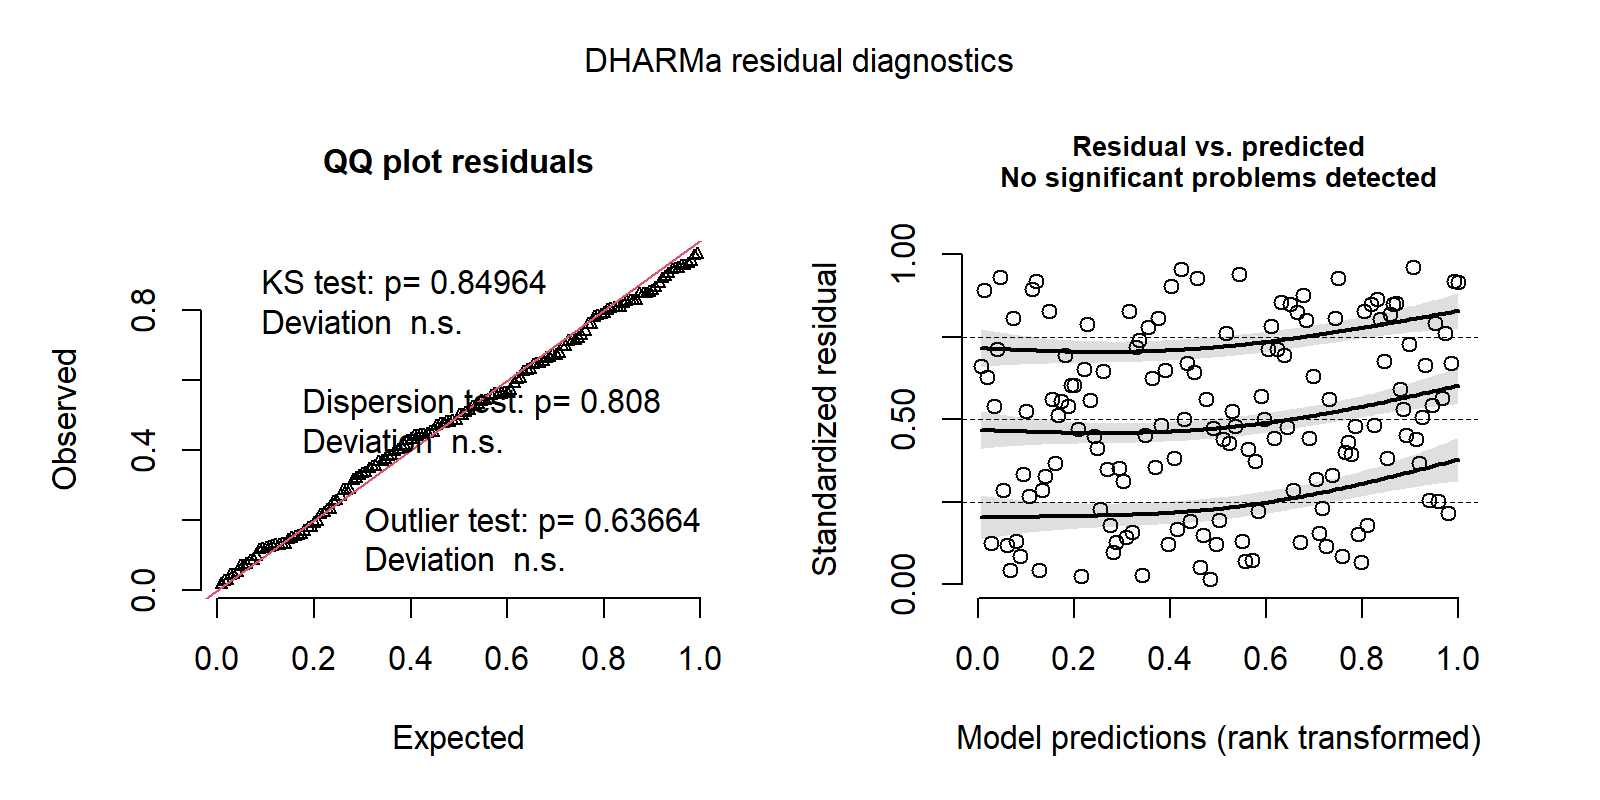 DHARMa residual diagnostics
QQ plot residuals
KS test: p= 0.84964
Deviation n.s.
Dispersion test: p= 0.808
Deviation n.s.
Outlier test: p= 0.63664
Deviation n.s.
Observed
0.0
0.4
0.8
0.0 0.2 0.4 0.6 0.8 1.0
Expected
Residual vs. predicted
No significant problems detected
Standardized residual
0.00
0.50
1.00
0.0 0.2 0.4 0.6 0.8 1.0
Model predictions (rank transformed)